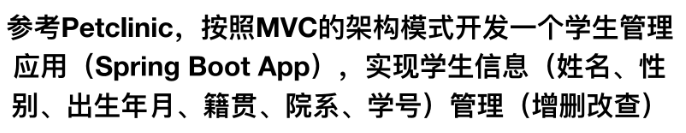 参考Petclinic，按照MVC的架构模式开发一个学生管理
应用（Spring Boot App），实现学生信息（姓名、性
别、出生年月、籍贯、院系、学号）管理（增删改查）